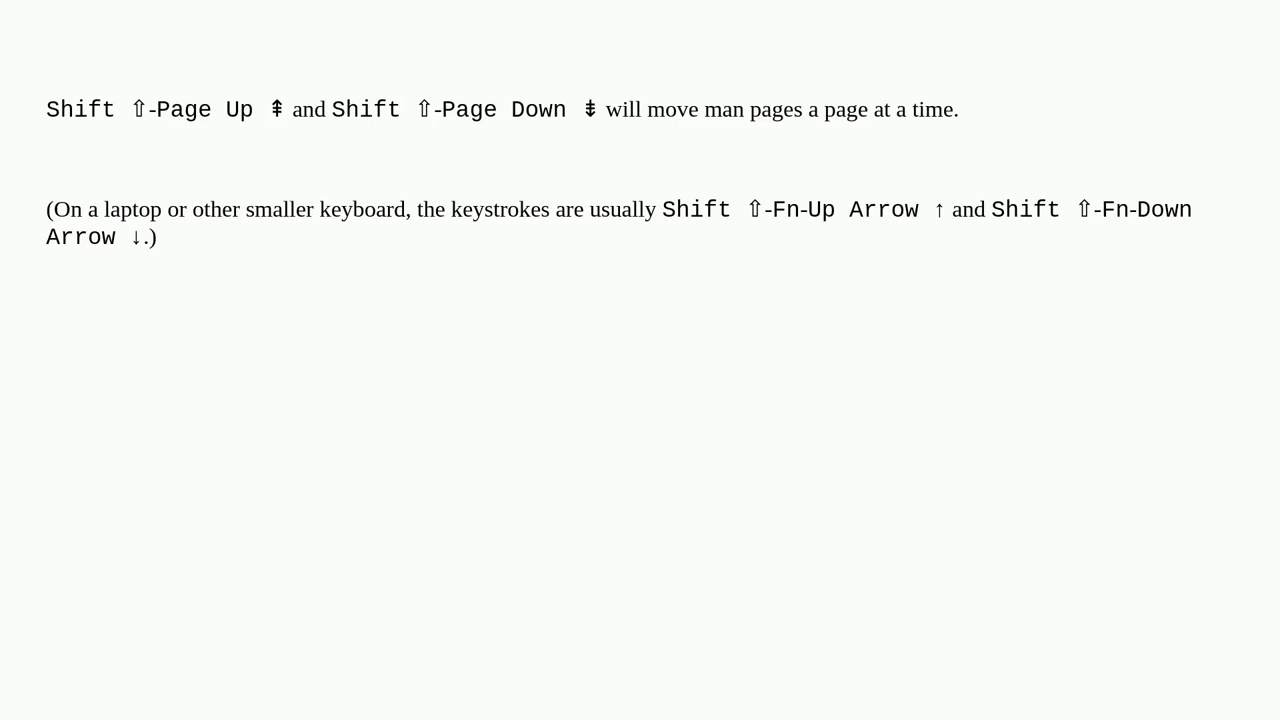 Shift ⇧-Page Up ⇞ and Shift ⇧-Page Down ⇟ will move man pages a page at a time.
(On a laptop or other smaller keyboard, the keystrokes are usually Shift ⇧-Fn-Up Arrow ↑ and Shift ⇧-Fn-Down
Arrow ↓.)